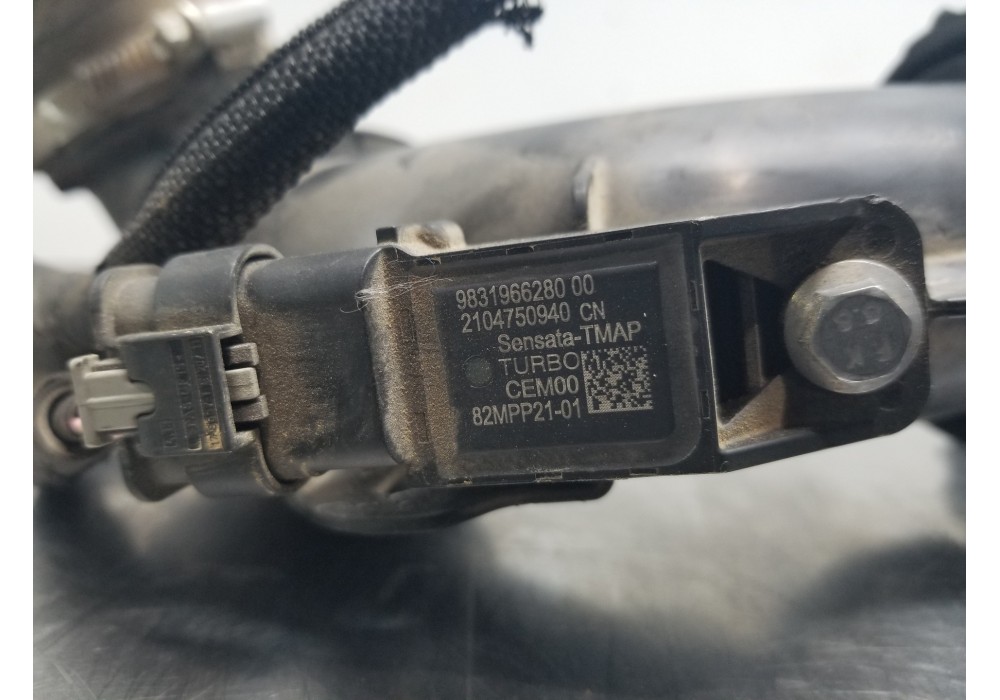 9831966280 00
2104750940 CN
Sensata-TMAP
TURBO
CEM00
82MPP21-01